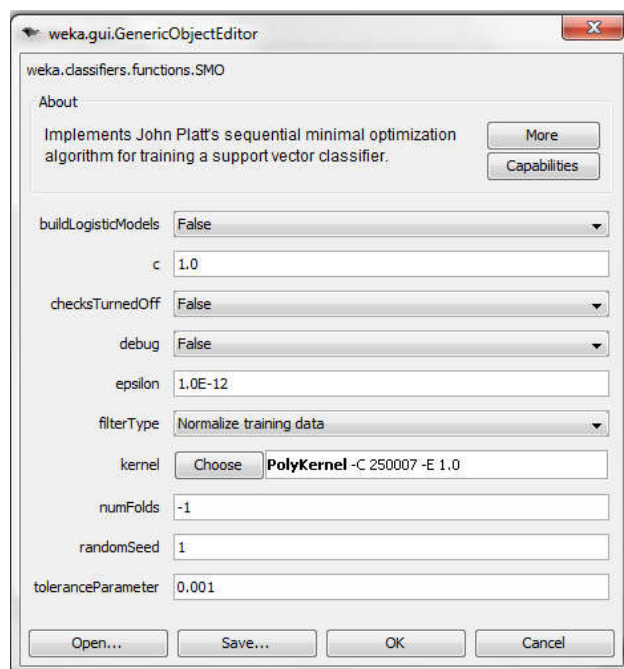 weka.gui.GenericObjectEditor
weka.classifiers.functions.SMO
About
Implements John Platt's sequential minimal optimization
algorithm for training a support vector classifier.
More
Capabilities
buildLogisticModels False
c 1.0
checksTurnedOff False
debug False
epsilon 1.0E-12
filterType Normalize training data
kernel Choose PolyKernel -C 250007 -E 1.0
numFolds -1
randomSeed 1
toleranceParameter 0.001
Open... Save... OK Cancel